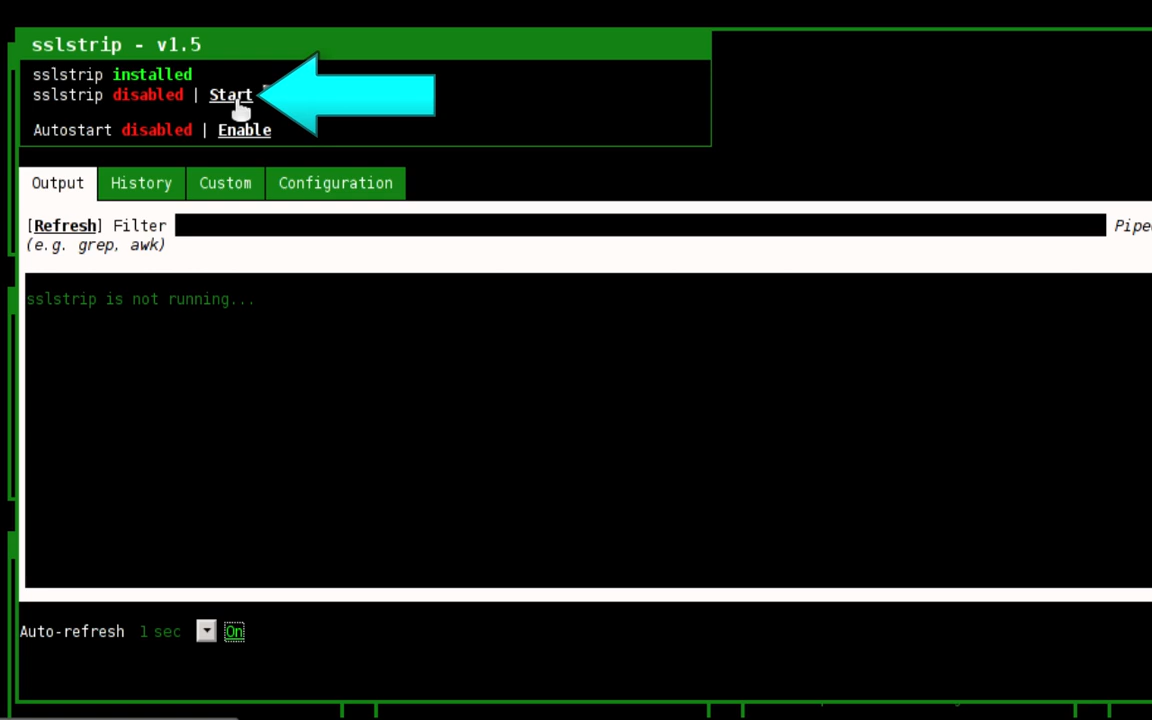 sslstrip - v1.5
sslstrip installed
sslstrip disabled | Start
Autostart disabled | Enable
Output History Custom Configuration
[Refresh] Filter
(e.g. grep, awk)
sslstrip is not running...
Auto-refresh 1 sec On